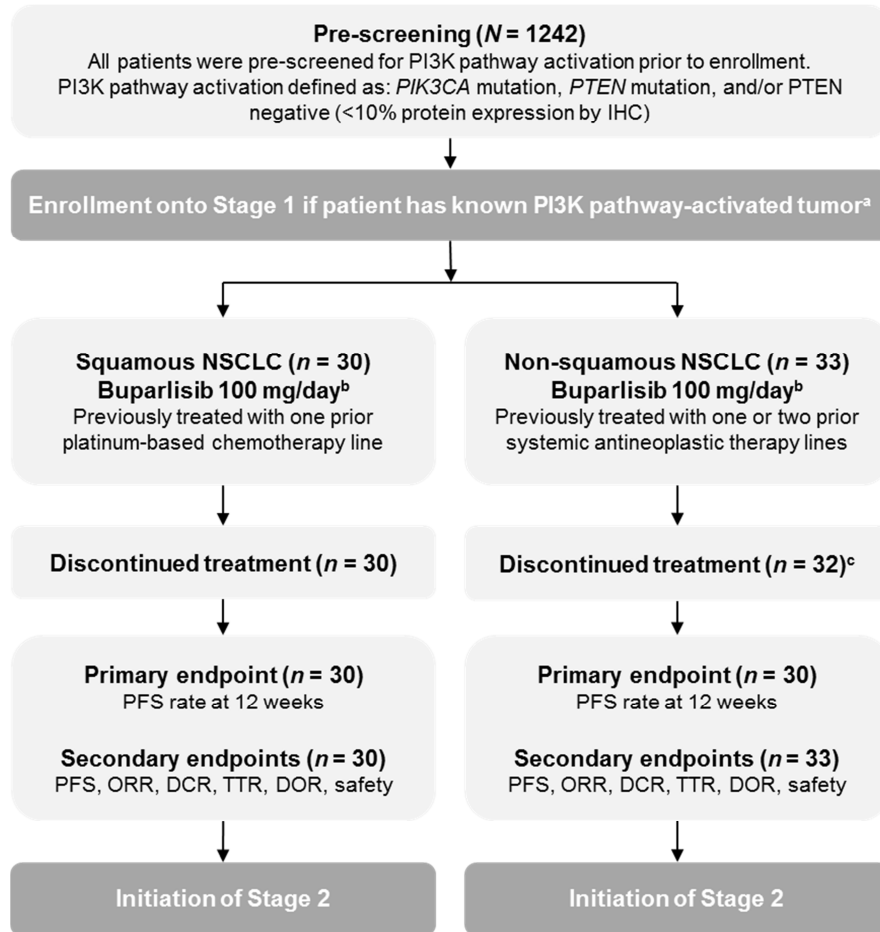 Pre-screening (N = 1242)
All patients were pre-screened for PI3K pathway activation prior to enrollment.
PI3K pathway activation defined as: PIK3CA mutation, PTEN mutation, and/or PTEN
negative (<10% protein expression by IHC)
Enrollment onto Stage 1 if patient has known PI3K pathway-activated tumorᵃ
Squamous NSCLC (n = 30)
Buparlisib 100 mg/dayᵇ
Previously treated with one prior
platinum-based chemotherapy line
Non-squamous NSCLC (n = 33)
Buparlisib 100 mg/dayᵇ
Previously treated with one or two prior
systemic antineoplastic therapy lines
Discontinued treatment (n = 30)
Discontinued treatment (n = 32)ᶜ
Primary endpoint (n = 30)
PFS rate at 12 weeks
Secondary endpoints (n = 30)
PFS, ORR, DCR, TTR, DOR, safety
Primary endpoint (n = 30)
PFS rate at 12 weeks
Secondary endpoints (n = 33)
PFS, ORR, DCR, TTR, DOR, safety
Initiation of Stage 2
Initiation of Stage 2